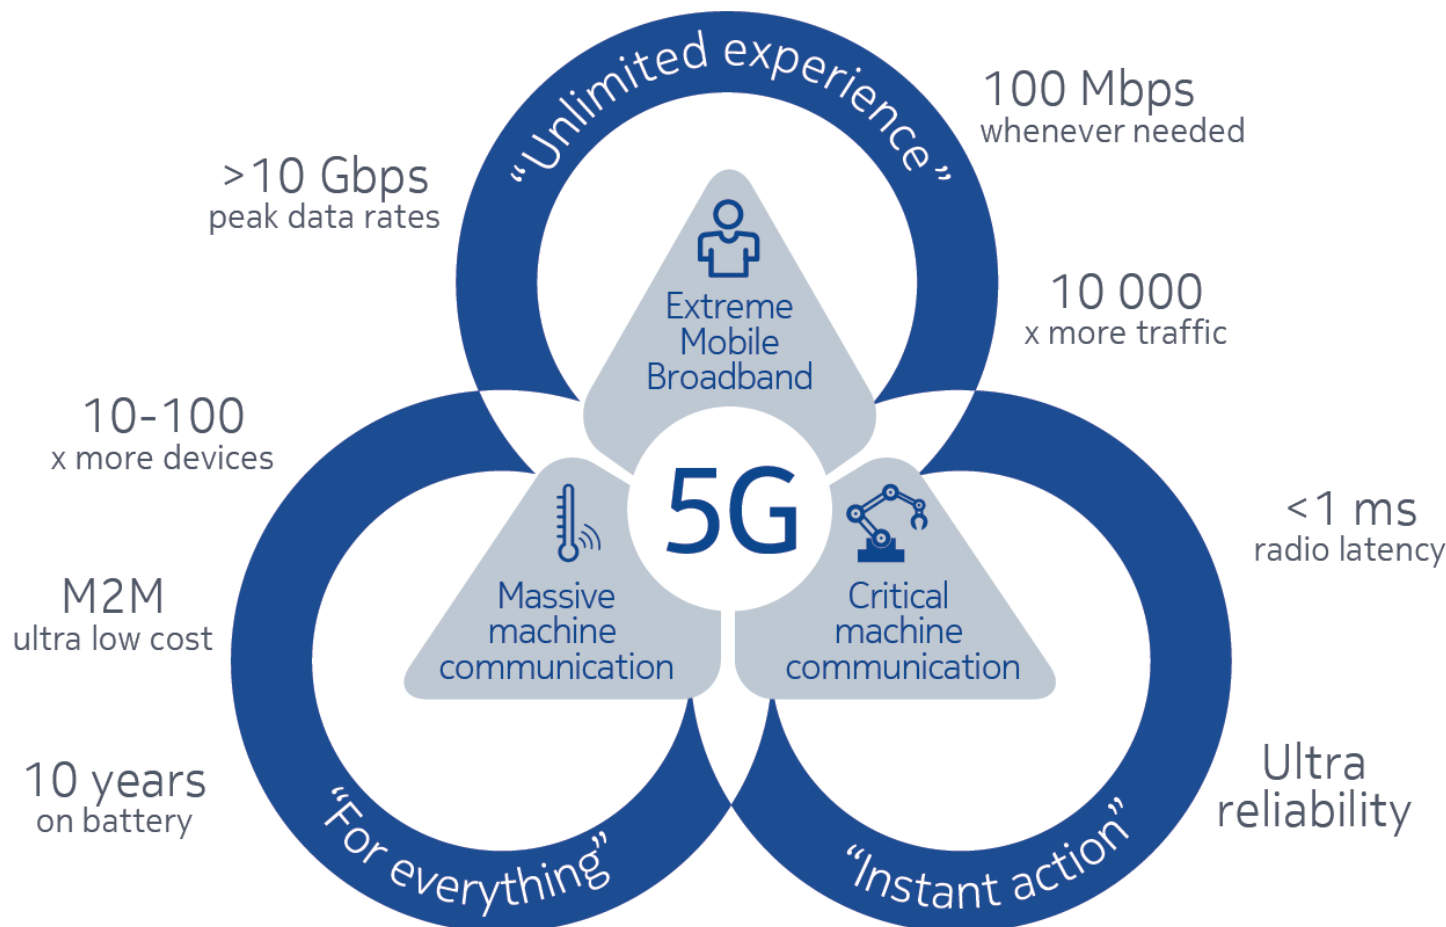 “Unlimited experience”
100 Mbps
whenever needed
>10 Gbps
peak data rates
10 000
x more traffic
Extreme
Mobile
Broadband
10-100
x more devices
5G
<1 ms
radio latency
M2M
ultra low cost
Massive
machine
communication
Critical
machine
communication
10 years
on battery
Ultra
reliability
“For everything”
“Instant action”